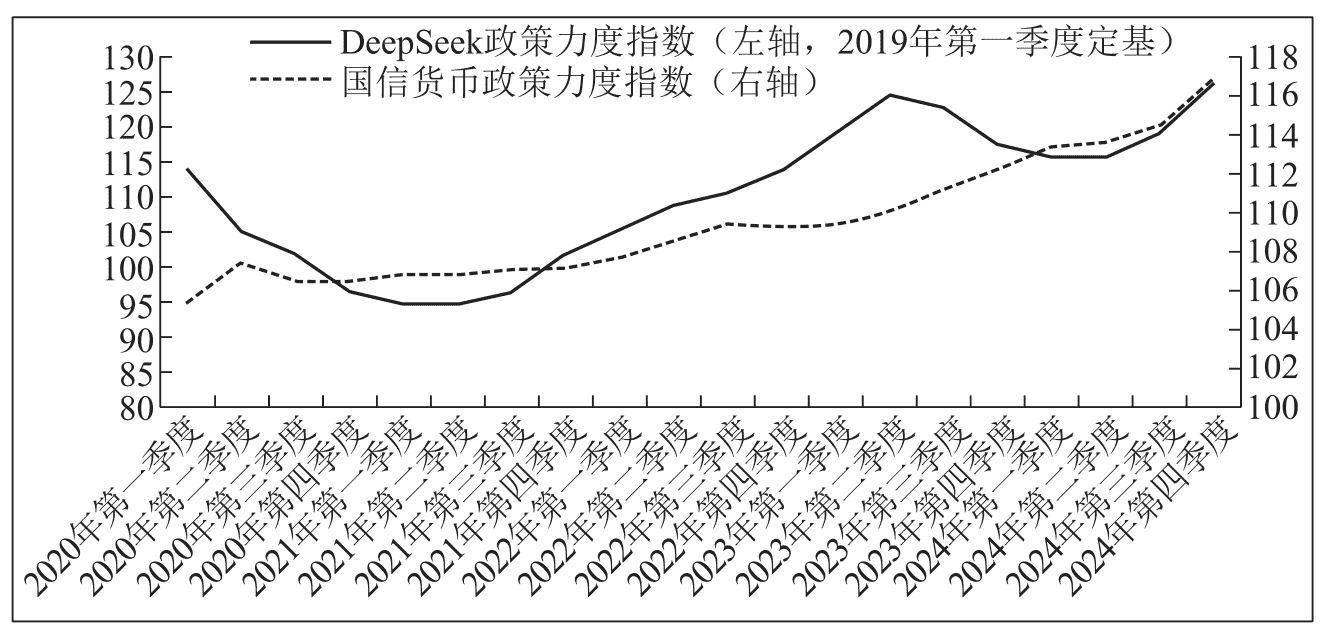 DeepSeek政策力度指数（左轴，2019年第一季度定基）
国信货币政策力度指数（右轴）
130
125
120
115
110
105
100
95
90
85
80
118
116
114
112
110
108
106
104
102
100
2020年第一季度
2020年第二季度
2020年第三季度
2020年第四季度
2021年第一季度
2021年第二季度
2021年第三季度
2021年第四季度
2022年第一季度
2022年第二季度
2022年第三季度
2022年第四季度
2023年第一季度
2023年第二季度
2023年第三季度
2023年第四季度
2024年第一季度
2024年第二季度
2024年第三季度
2024年第四季度